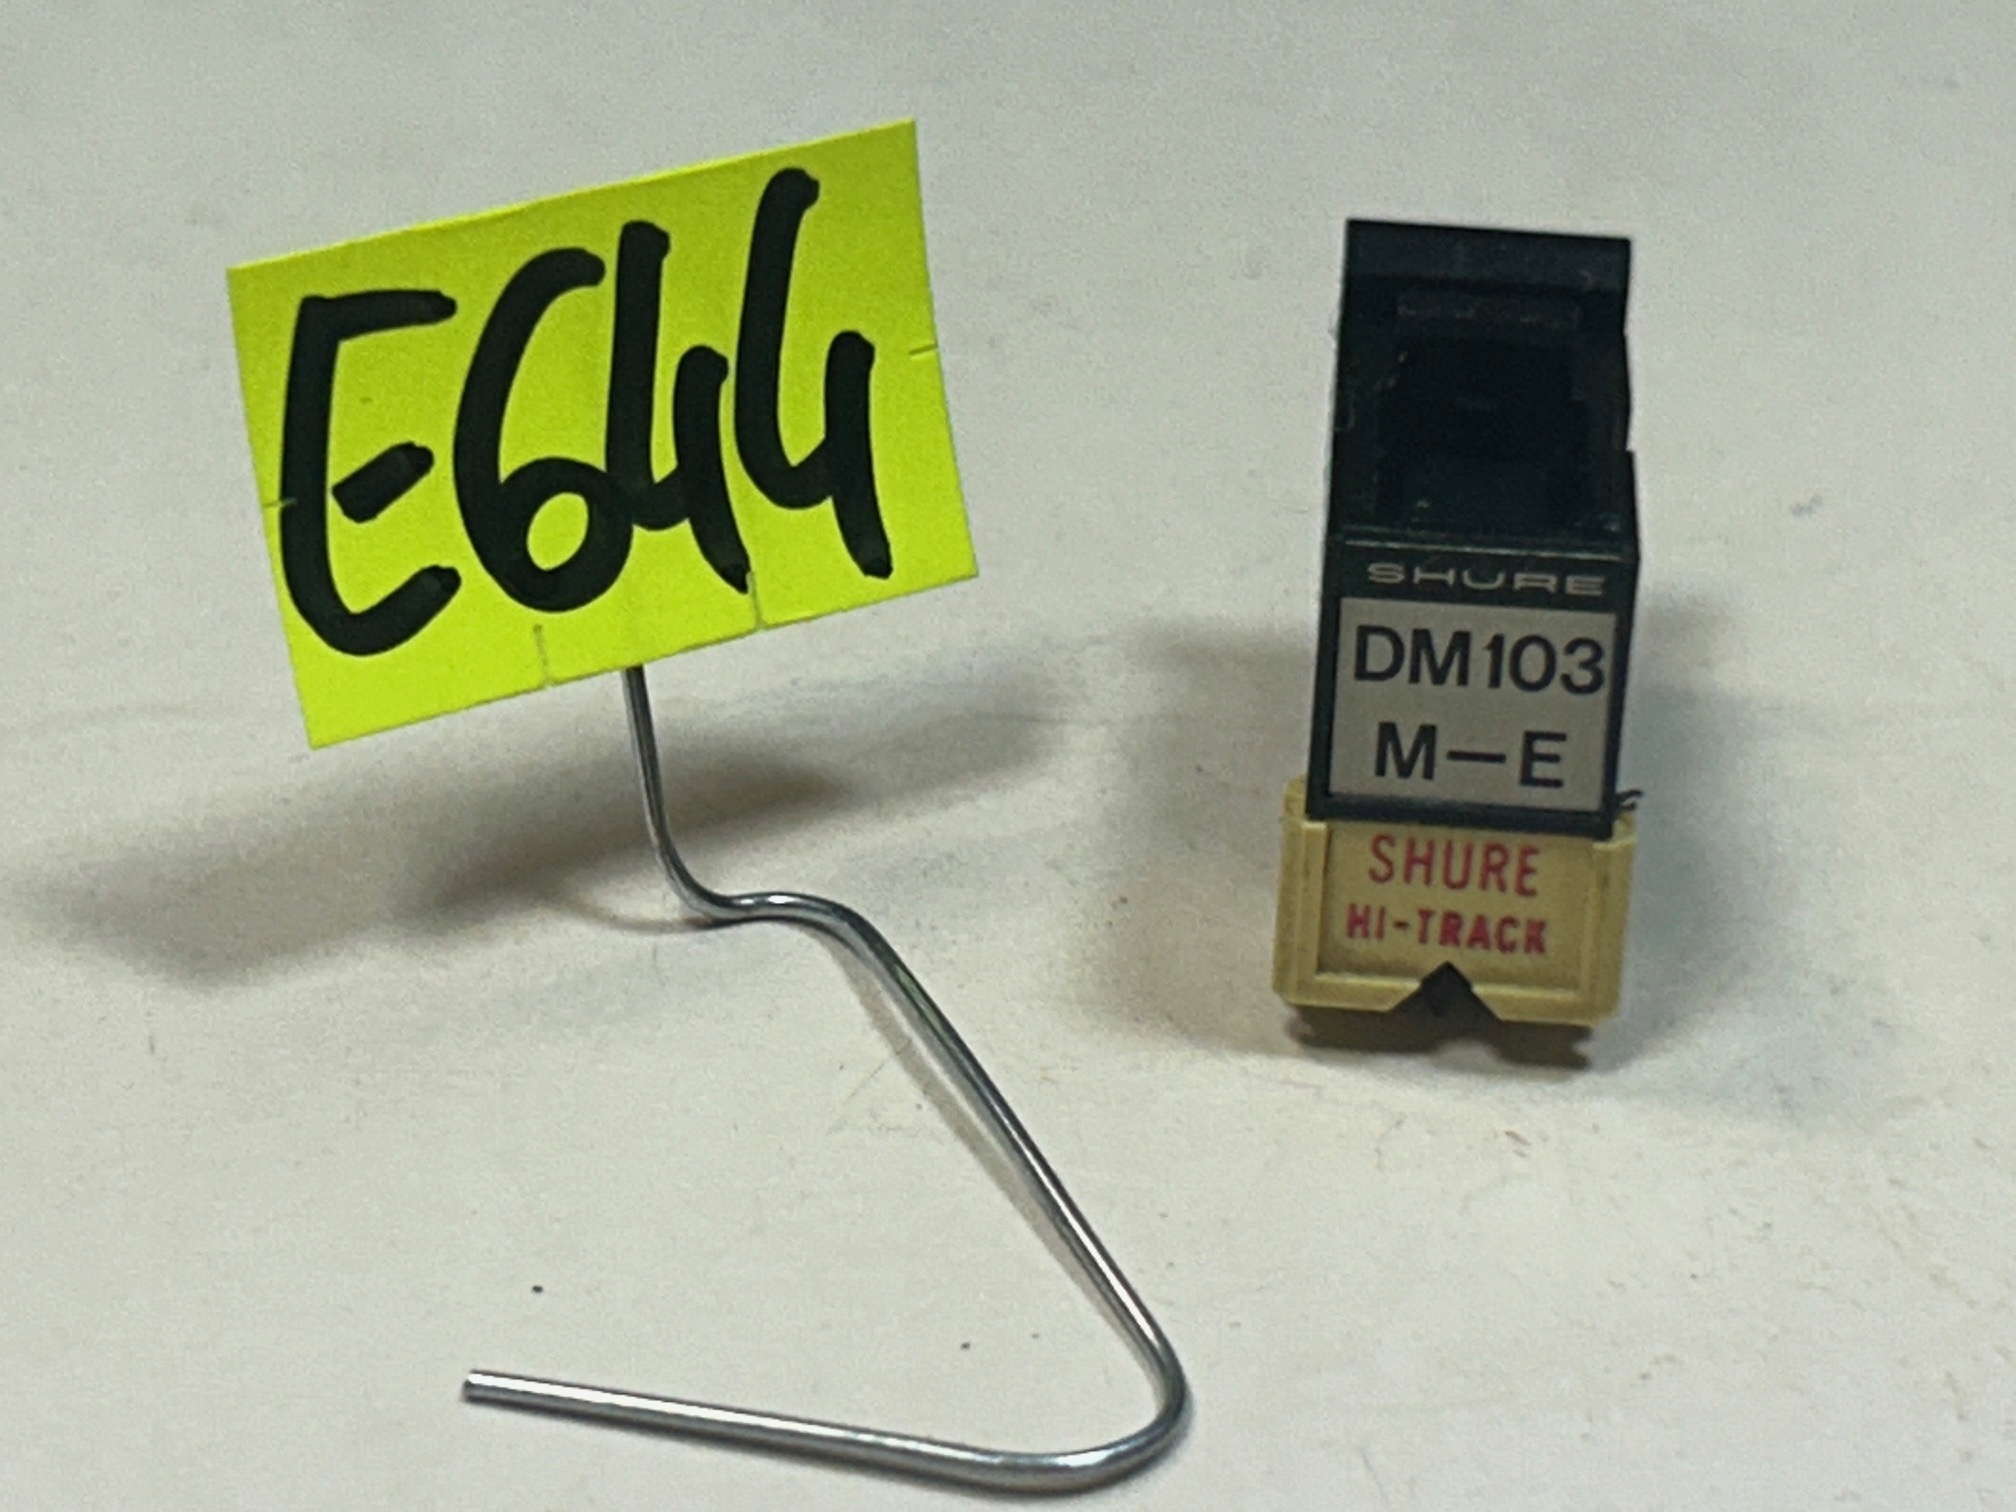 E644
SHURE
DM103
M—E
SHURE
HI-TRACK